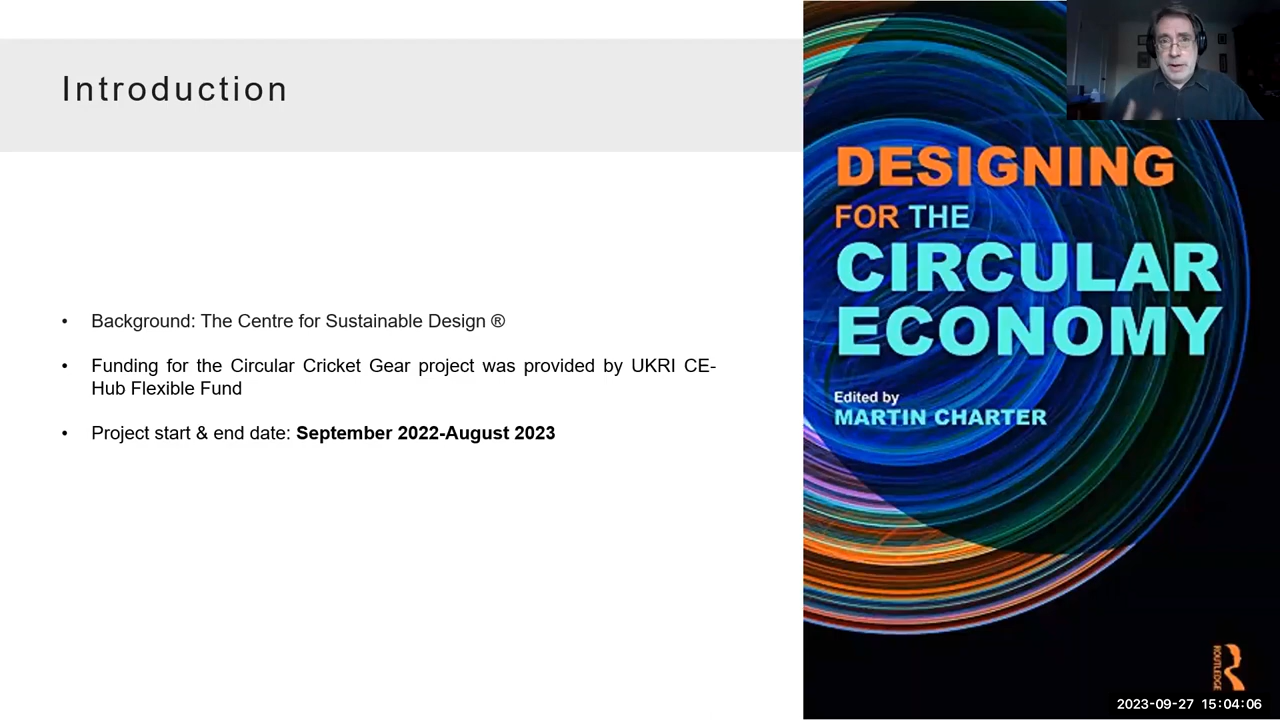 Introduction
• Background: The Centre for Sustainable Design ®
• Funding for the Circular Cricket Gear project was provided by UKRI CE-
Hub Flexible Fund
• Project start & end date: September 2022-August 2023
DESIGNING
FOR THE
CIRCULAR
ECONOMY
Edited by
MARTIN CHARTER
ROUTLEDGE
2023-09-27 15:04:06